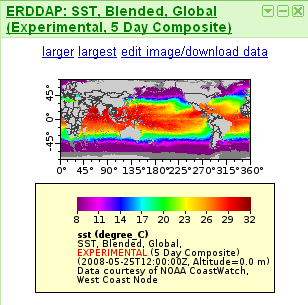 ERDDAP: SST, Blended, Global
(Experimental, 5 Day Composite)
larger largest edit image/download data
45°
0°
-45°
0° 45° 90° 135°180°225°270°315°360°
8 11 14 17 20 23 26 29 32
sst (degree_C)
SST, Blended, Global,
EXPERIMENTAL (5 Day Composite)
(2008-05-25T12:00:00Z, Altitude=0.0 m)
Data courtesy of NOAA CoastWatch,
West Coast Node